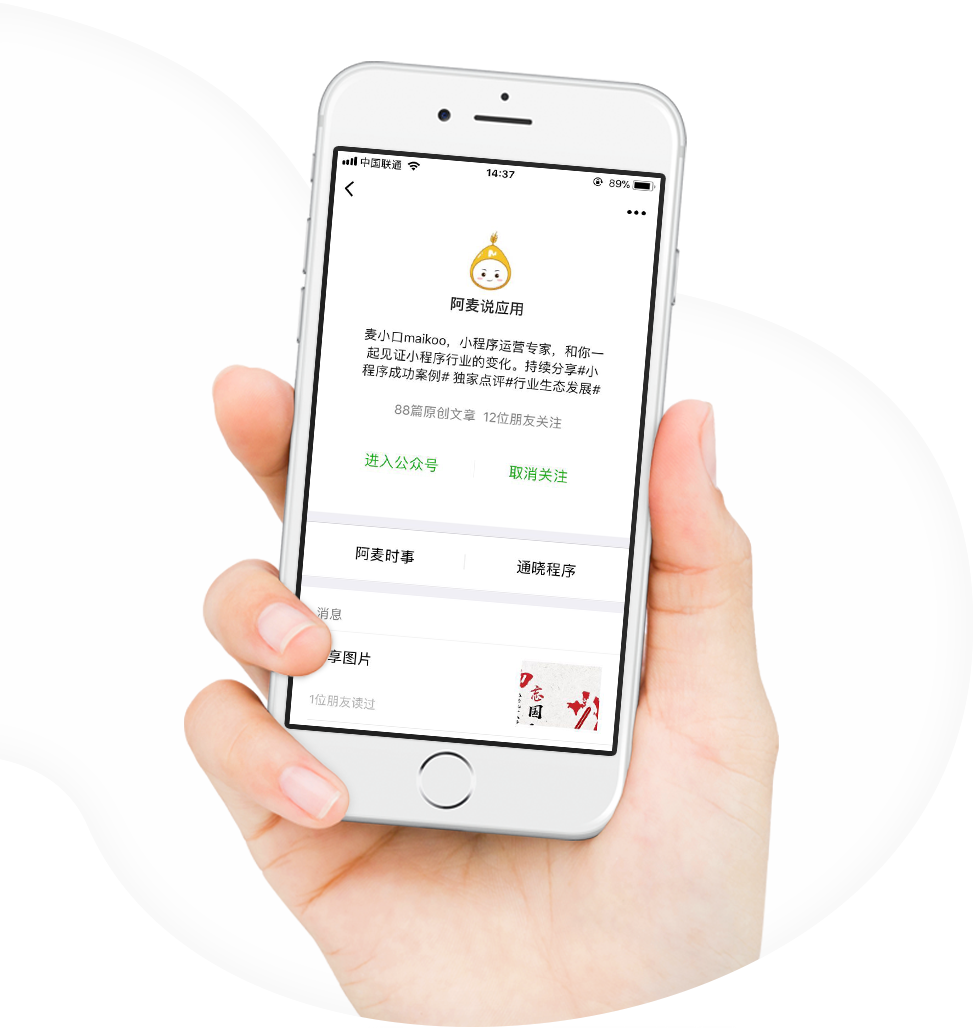 中国联通
14:37
89%
阿麦说应用
麦小口maikoo，小程序运营专家，和你一
起见证小程序行业的变化。持续分享#小
程序成功案例# 独家点评#行业生态发展#
88篇原创文章 12位朋友关注
进入公众号
取消关注
阿麦时事
通晓程序
消息
享图片
1位朋友读过
忘
国